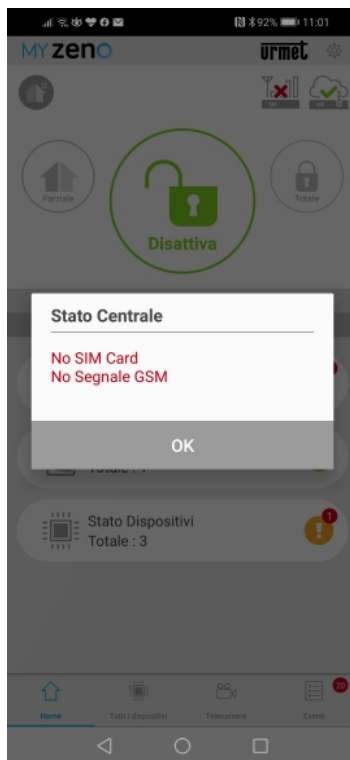 92% 11:01
MY zeno urmet
Parziale
Disattiva
Totale
Stato Centrale
No SIM Card
No Segnale GSM
OK
Totale :
Stato Dispositivi
Totale : 3
1
20
Home Tutti i dispositivi Telecamere Eventi